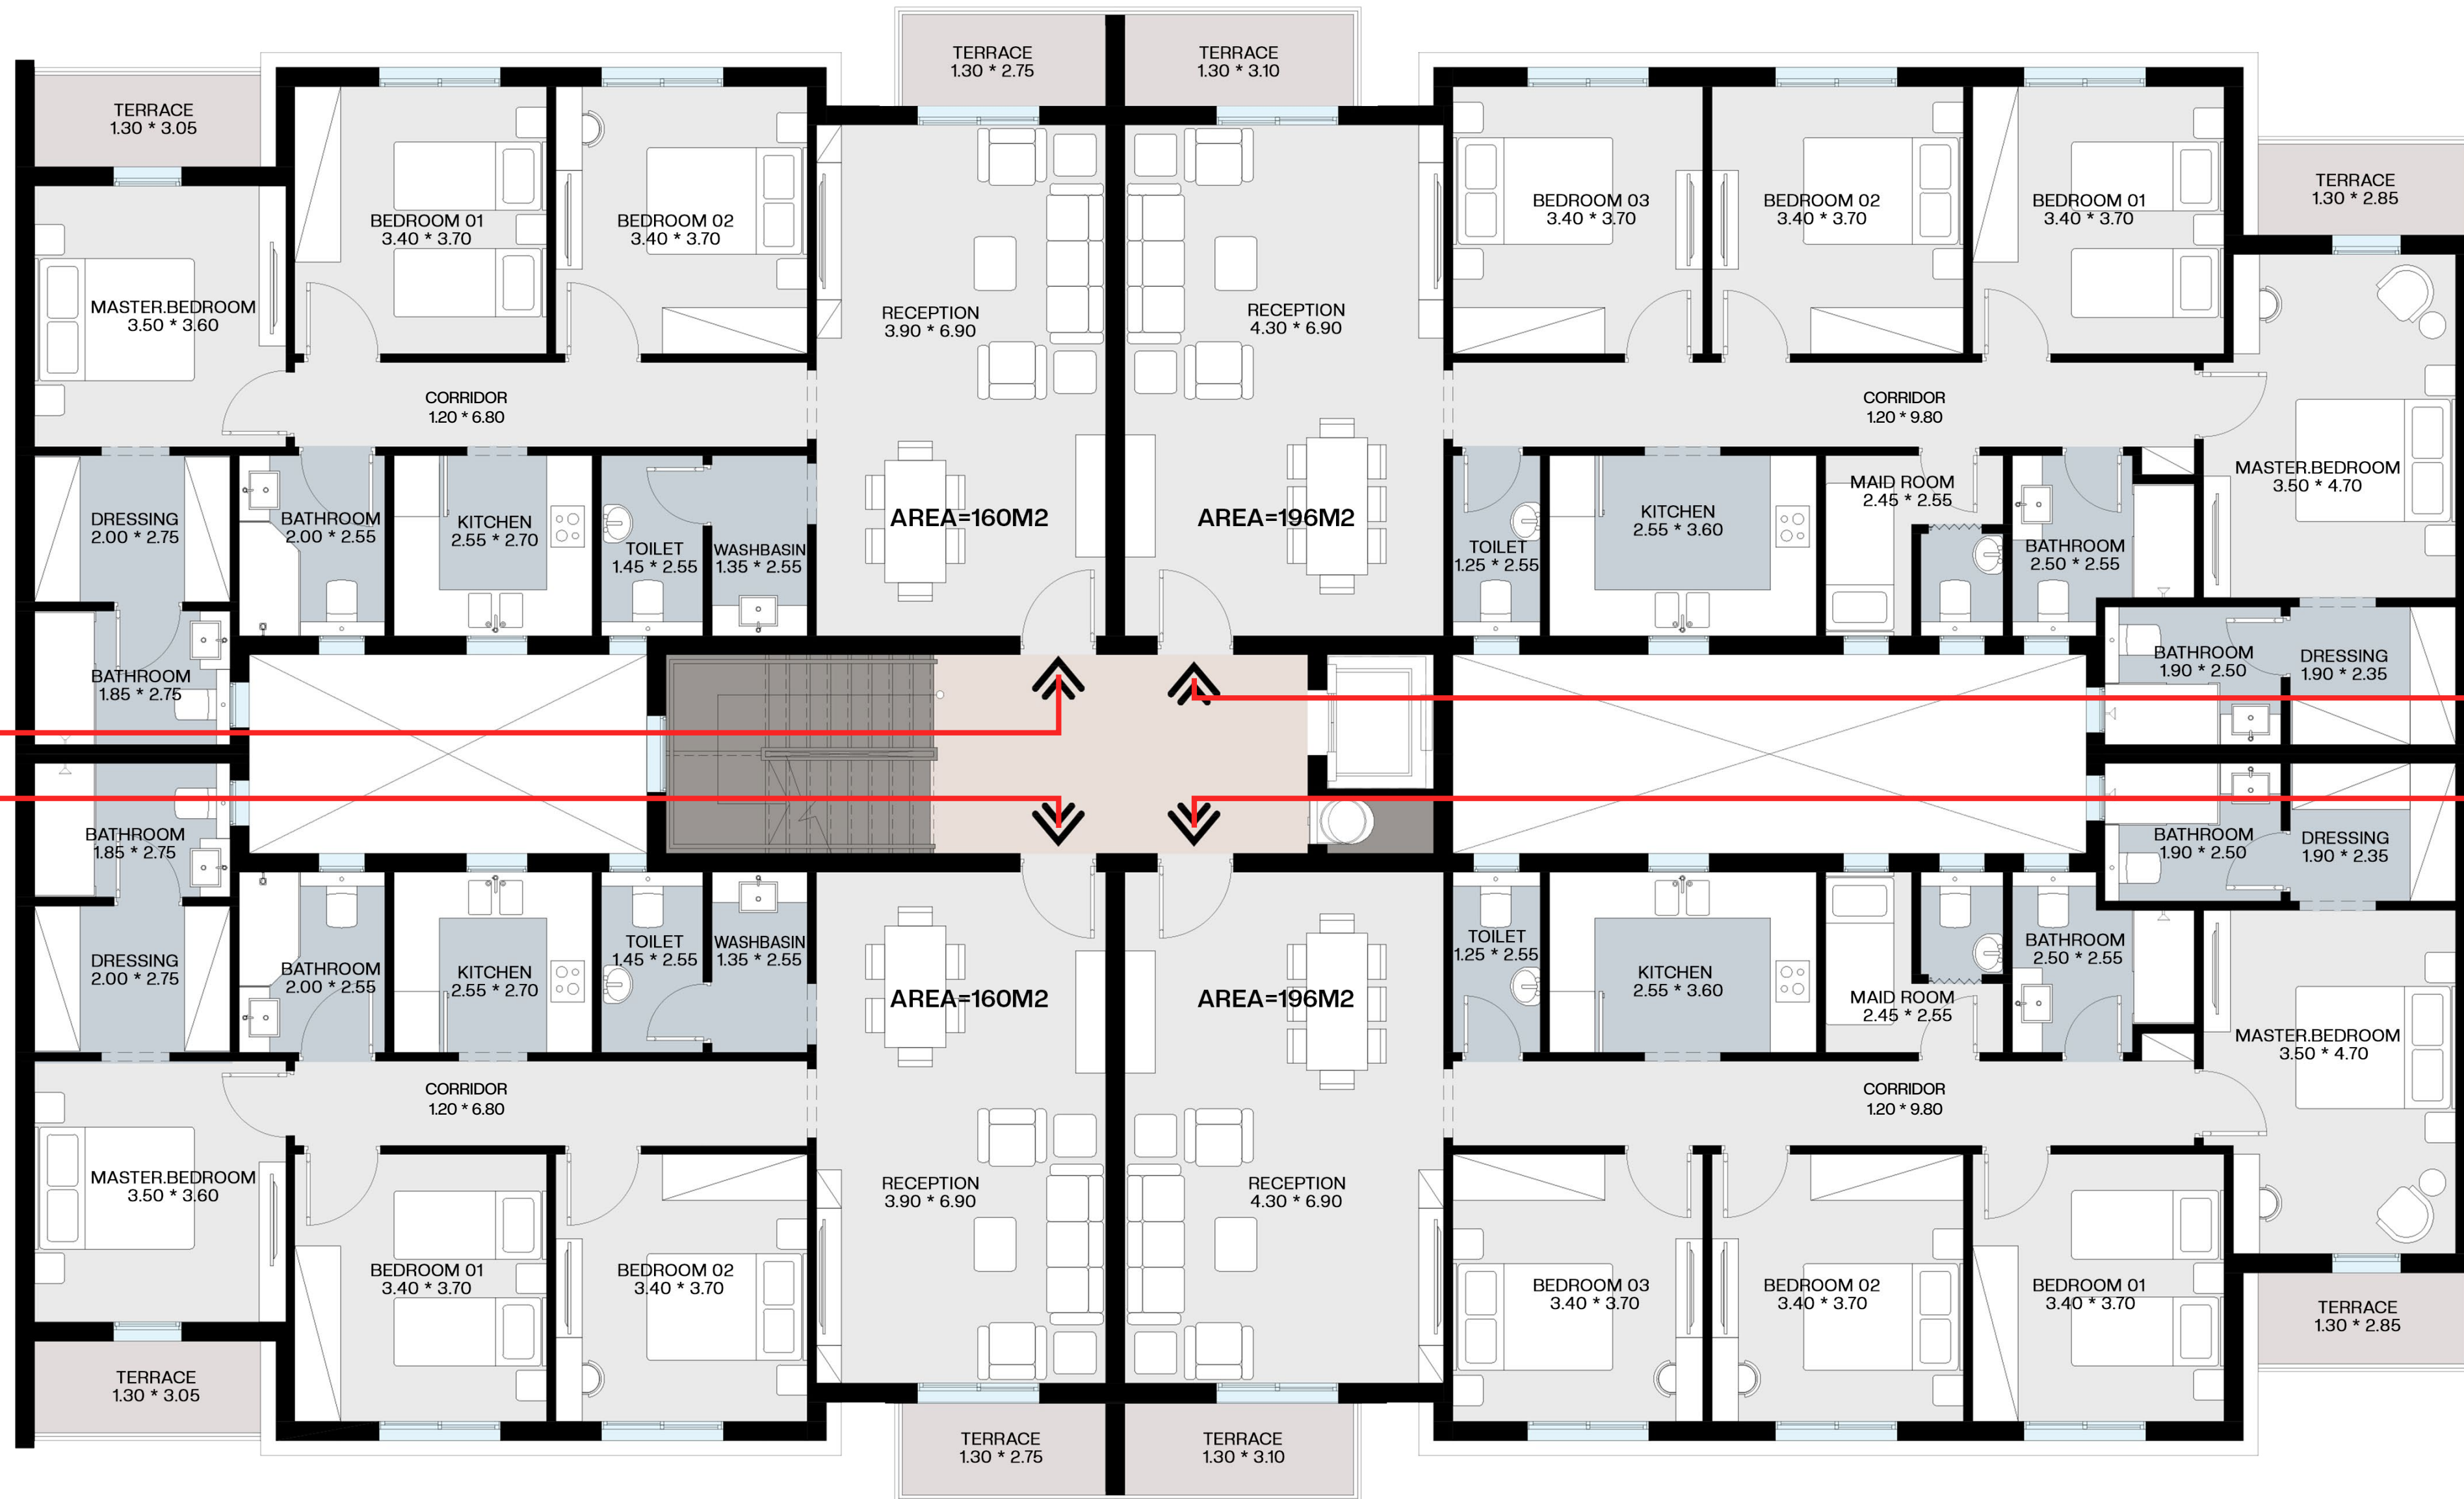 TERRACE
1.30 * 2.75
TERRACE
1.30 * 3.10
TERRACE
1.30 * 3.05
BEDROOM 01
3.40 * 3.70
BEDROOM 02
3.40 * 3.70
BEDROOM 03
3.40 * 3.70
BEDROOM 02
3.40 * 3.70
BEDROOM 01
3.40 * 3.70
TERRACE
1.30 * 2.85
MASTER.BEDROOM
3.50 * 3.60
RECEPTION
3.90 * 6.90
RECEPTION
4.30 * 6.90
CORRIDOR
1.20 * 6.80
CORRIDOR
1.20 * 9.80
MASTER.BEDROOM
3.50 * 4.70
DRESSING
2.00 * 2.75
BATHROOM
2.00 * 2.55
KITCHEN
2.55 * 2.70
TOILET
1.45 * 2.55
WASHBASIN
1.35 * 2.55
AREA=160M2
AREA=196M2
TOILET
1.25 * 2.55
KITCHEN
2.55 * 3.60
MAID ROOM
2.45 * 2.55
BATHROOM
2.50 * 2.55
BATHROOM
1.85 * 2.75
BATHROOM
1.90 * 2.50
DRESSING
1.90 * 2.35
BATHROOM
1.85 * 2.75
BATHROOM
1.90 * 2.50
DRESSING
1.90 * 2.35
DRESSING
2.00 * 2.75
BATHROOM
2.00 * 2.55
KITCHEN
2.55 * 2.70
TOILET
1.45 * 2.55
WASHBASIN
1.35 * 2.55
AREA=160M2
AREA=196M2
TOILET
1.25 * 2.55
KITCHEN
2.55 * 3.60
MAID ROOM
2.45 * 2.55
BATHROOM
2.50 * 2.55
MASTER.BEDROOM
3.50 * 4.70
CORRIDOR
1.20 * 6.80
CORRIDOR
1.20 * 9.80
MASTER.BEDROOM
3.50 * 3.60
RECEPTION
3.90 * 6.90
RECEPTION
4.30 * 6.90
BEDROOM 01
3.40 * 3.70
BEDROOM 02
3.40 * 3.70
BEDROOM 03
3.40 * 3.70
BEDROOM 02
3.40 * 3.70
BEDROOM 01
3.40 * 3.70
TERRACE
1.30 * 2.85
TERRACE
1.30 * 3.05
TERRACE
1.30 * 2.75
TERRACE
1.30 * 3.10